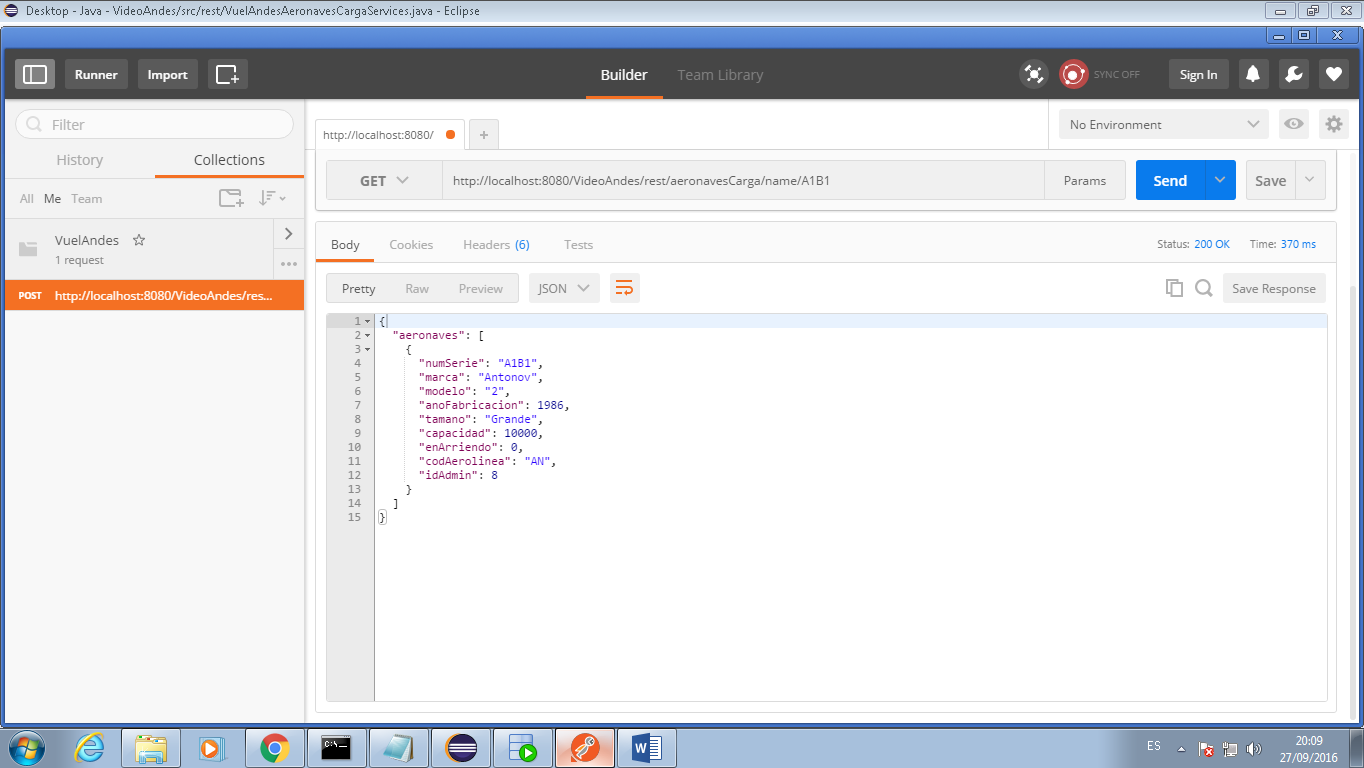 Desktop - Java - VideoAndes/src/rest/VuelAndesAeronavesCargaServices.java - Eclipse
Runner
Import
Builder
Team Library
SYNC OFF
Sign In
Filter
History
Collections
All Me Team
VuelAndes
1 request
POST http://localhost:8080/VideoAndes/res...
http://localhost:8080/
+
No Environment
GET
http://localhost:8080/VideoAndes/rest/aeronavesCarga/name/A1B1
Params
Send
Save
Body
Cookies
Headers (6)
Tests
Status: 200 OK
Time: 370 ms
Pretty
Raw
Preview
JSON
Save Response
1 {
2 "aeronaves": [
3 {
4 "numSerie": "A1B1",
5 "marca": "Antonov",
6 "modelo": "2",
7 "anoFabricacion": 1986,
8 "tamano": "Grande",
9 "capacidad": 10000,
10 "enArriendo": 0,
11 "codAerolinea": "AN",
12 "idAdmin": 8
13 }
14 ]
15 }
C:\
ES
20:09
27/09/2016